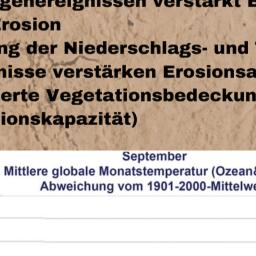 genereignissen verstärkt E
Erosion
ng der Niederschlags- und
nisse verstärken Erosionsa
erte Vegetationsbedeckun
ionskapazität)
September
Mittlere globale Monatstemperatur (Ozean&
Abweichung vom 1901-2000-Mittelwe